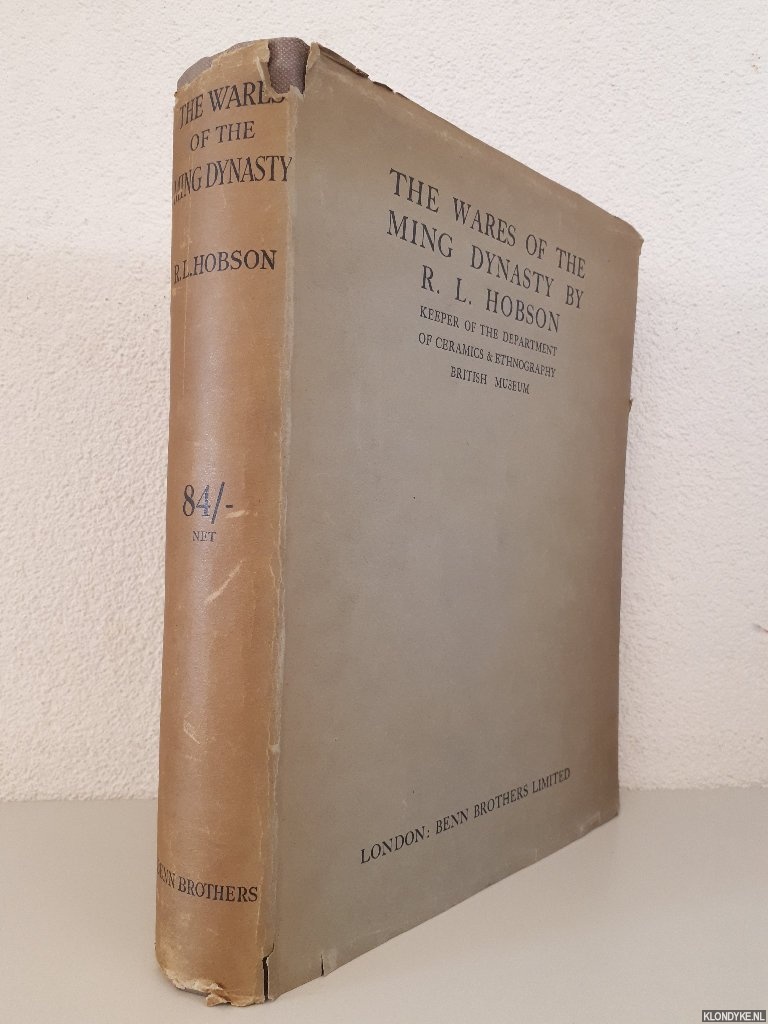 THE WARES
OF THE
MING DYNASTY
R.L. HOBSON
84/-
NET
BENN BROTHERS
THE WARES OF THE
MING DYNASTY BY
R. L. HOBSON
KEEPER OF THE DEPARTMENT
OF CERAMICS & ETHNOGRAPHY
BRITISH MUSEUM
LONDON: BENN BROTHERS LIMITED
KLONDYKE.NL